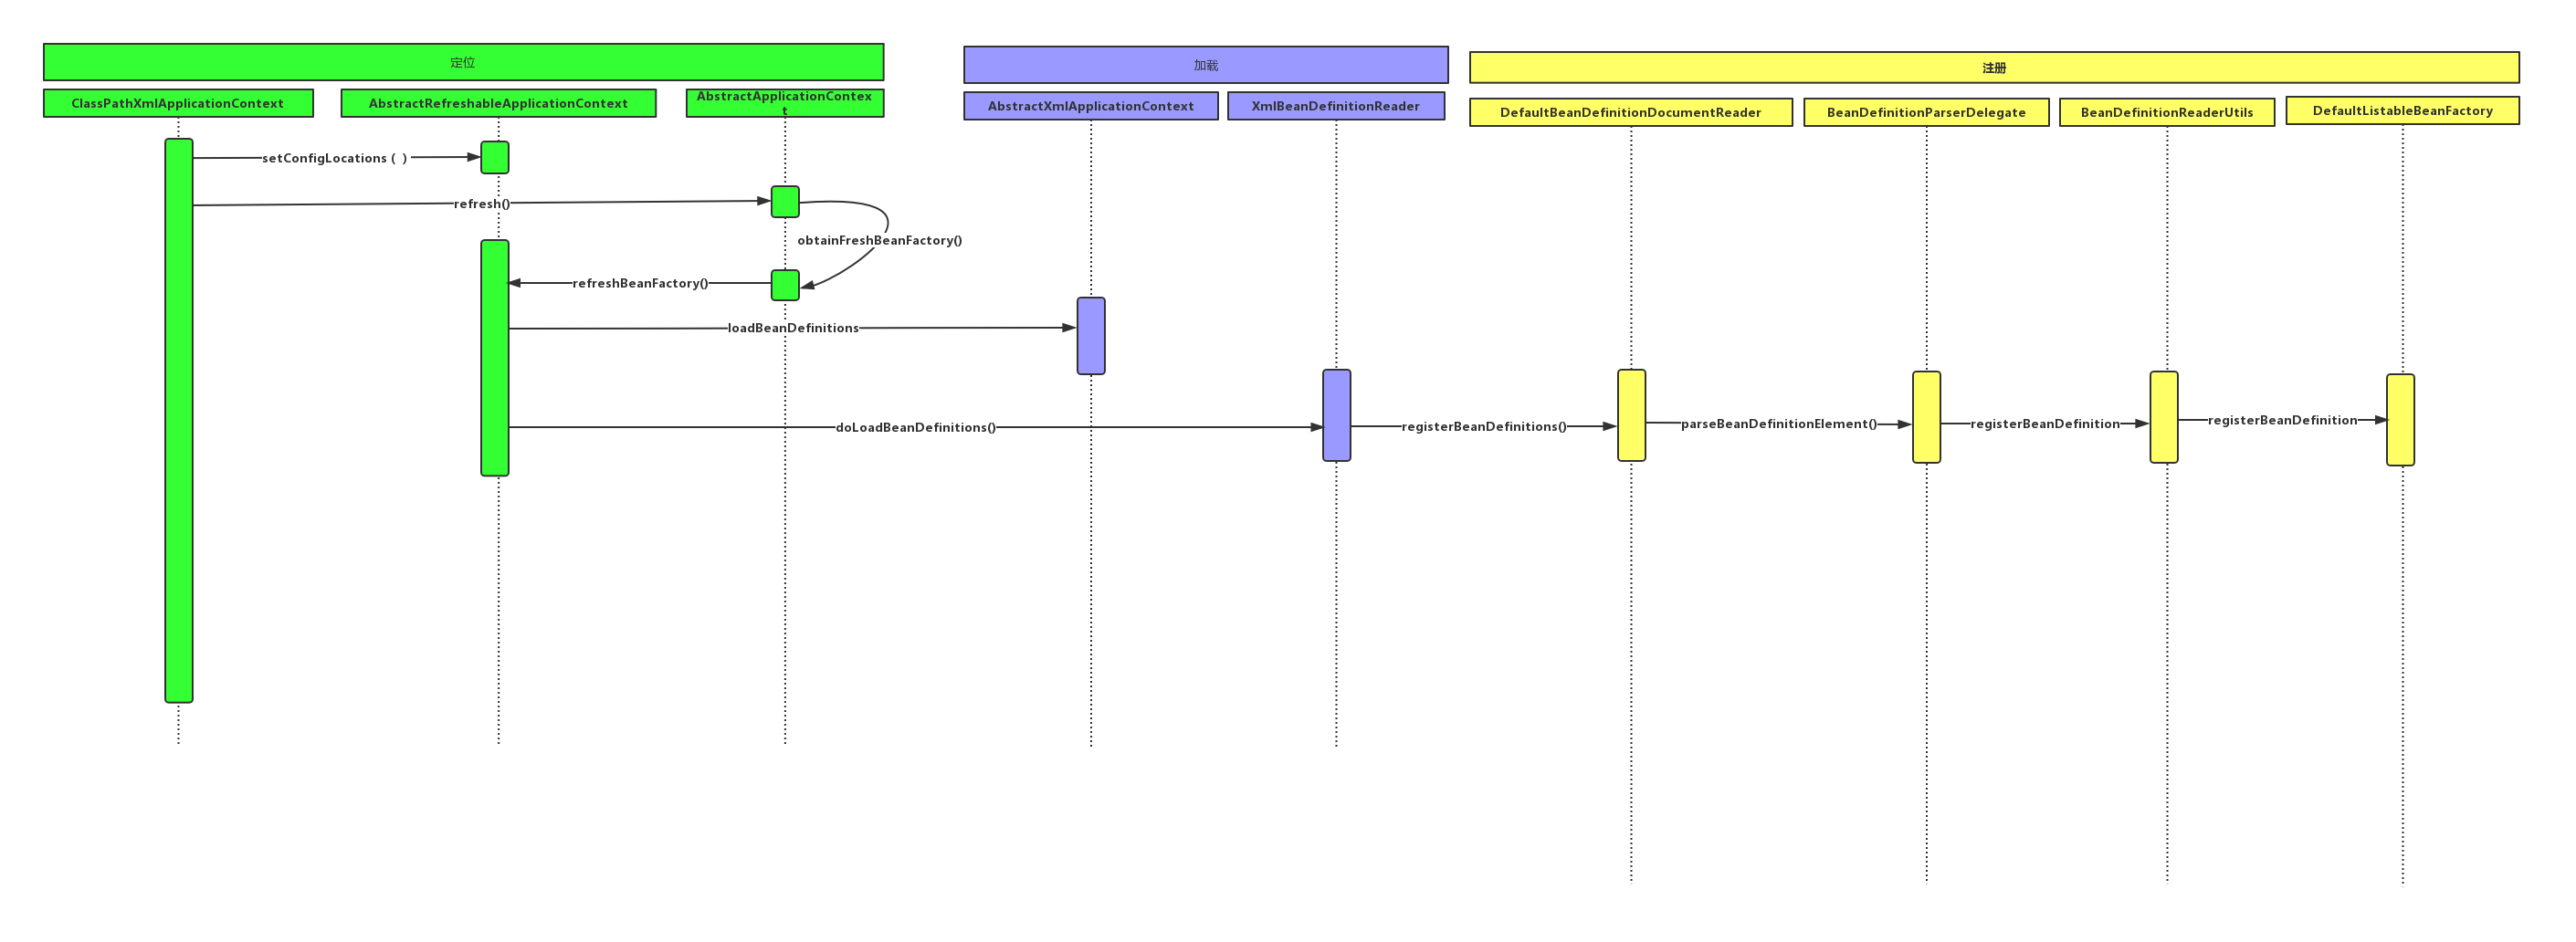 定位
加载
注册
ClassPathXmlApplicationContext
AbstractRefreshableApplicationContext
AbstractApplicationContex
t
AbstractXmlApplicationContext
XmlBeanDefinitionReader
DefaultBeanDefinitionDocumentReader
BeanDefinitionParserDelegate
BeanDefinitionReaderUtils
DefaultListableBeanFactory
setConfigLocations ( )
refresh()
obtainFreshBeanFactory()
refreshBeanFactory()
loadBeanDefinitions
doLoadBeanDefinitions()
registerBeanDefinitions()
parseBeanDefinitionElement()
registerBeanDefinition
registerBeanDefinition